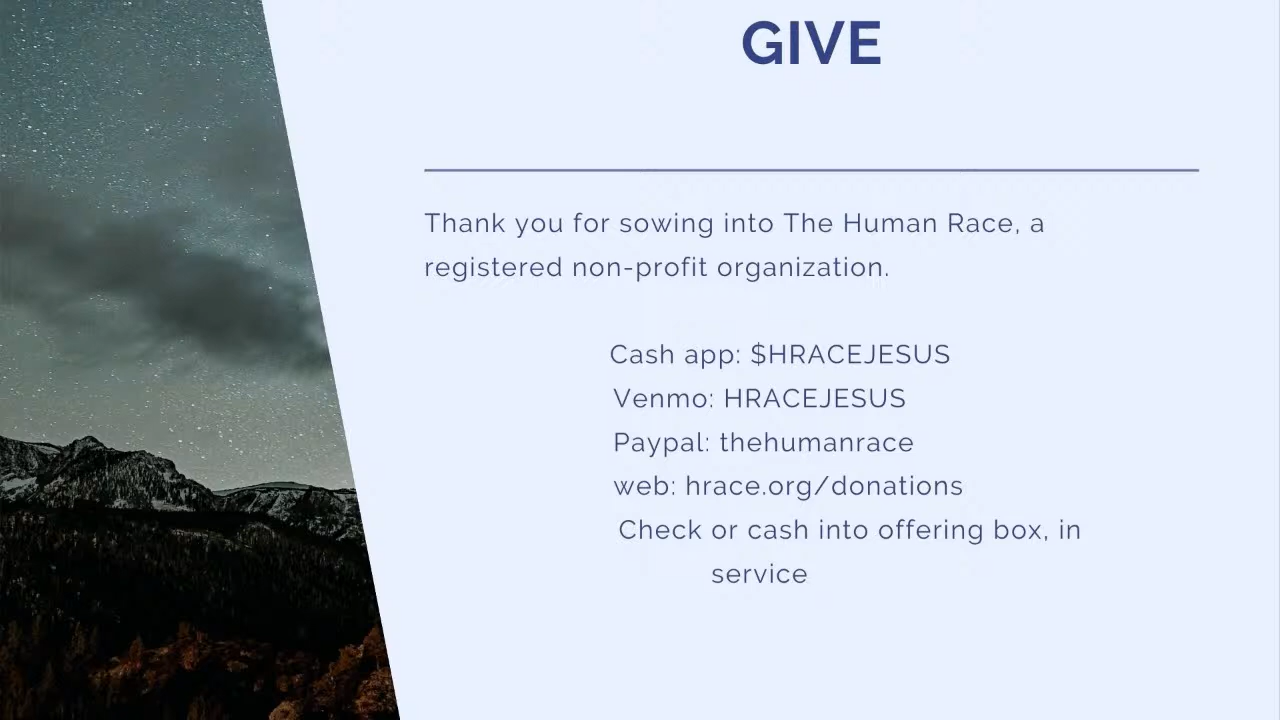 GIVE
Thank you for sowing into The Human Race, a
registered non-profit organization.
Cash app: $HRACEJESUS
Venmo: HRACEJESUS
Paypal: thehumanrace
web: hrace.org/donations
Check or cash into offering box, in
service